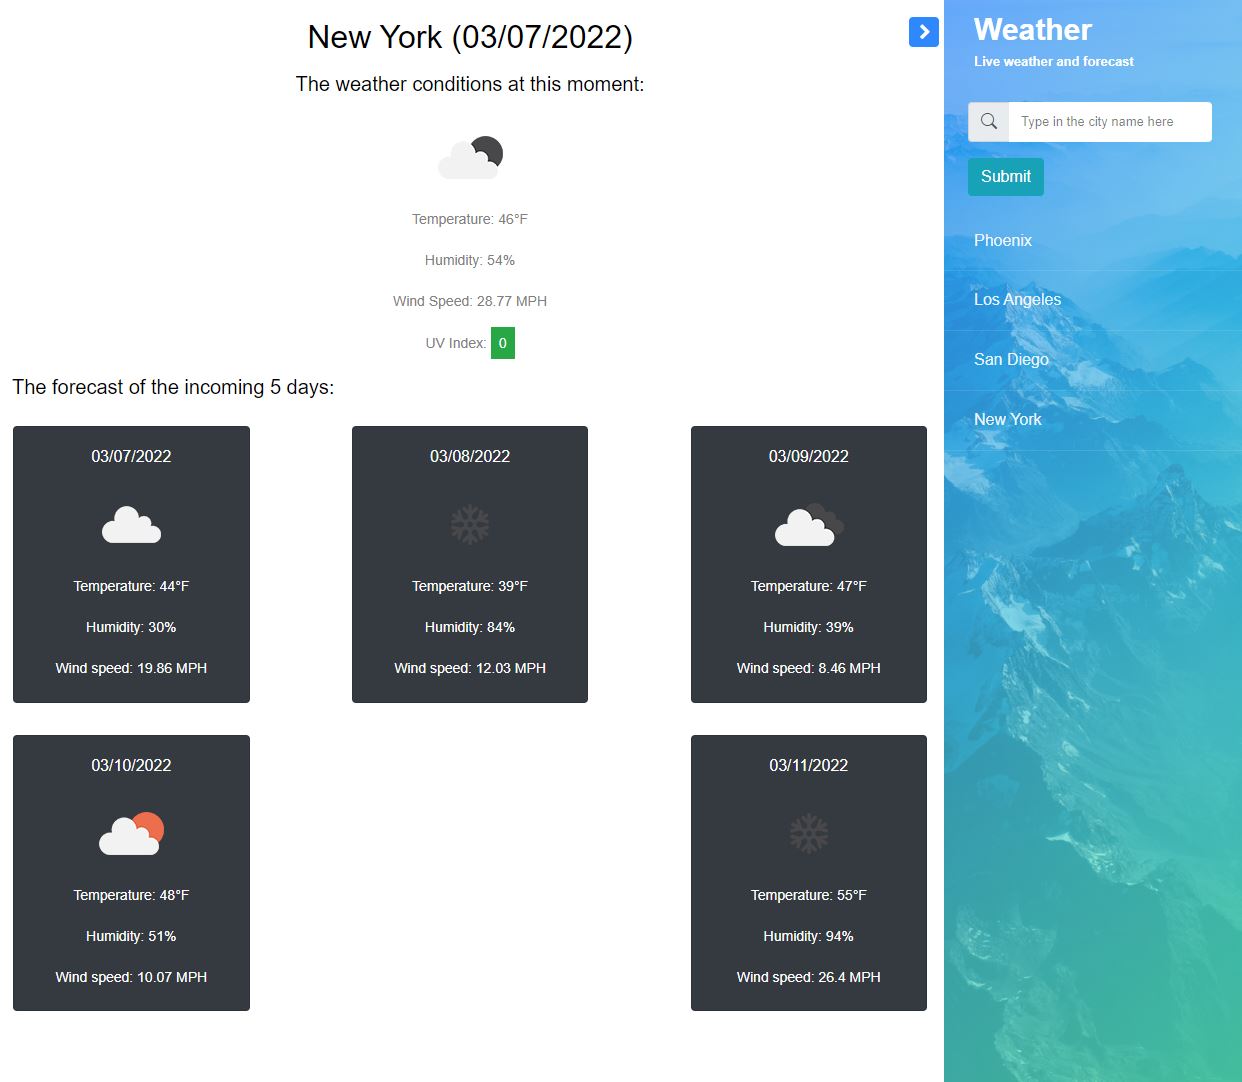 New York (03/07/2022)
The weather conditions at this moment:
Temperature: 46°F
Humidity: 54%
Wind Speed: 28.77 MPH
UV Index: 0
The forecast of the incoming 5 days:
03/07/2022
Temperature: 44°F
Humidity: 30%
Wind speed: 19.86 MPH
03/08/2022
Temperature: 39°F
Humidity: 84%
Wind speed: 12.03 MPH
03/09/2022
Temperature: 47°F
Humidity: 39%
Wind speed: 8.46 MPH
03/10/2022
Temperature: 48°F
Humidity: 51%
Wind speed: 10.07 MPH
03/11/2022
Temperature: 55°F
Humidity: 94%
Wind speed: 26.4 MPH
Weather
Live weather and forecast
Type in the city name here
Submit
Phoenix
Los Angeles
San Diego
New York